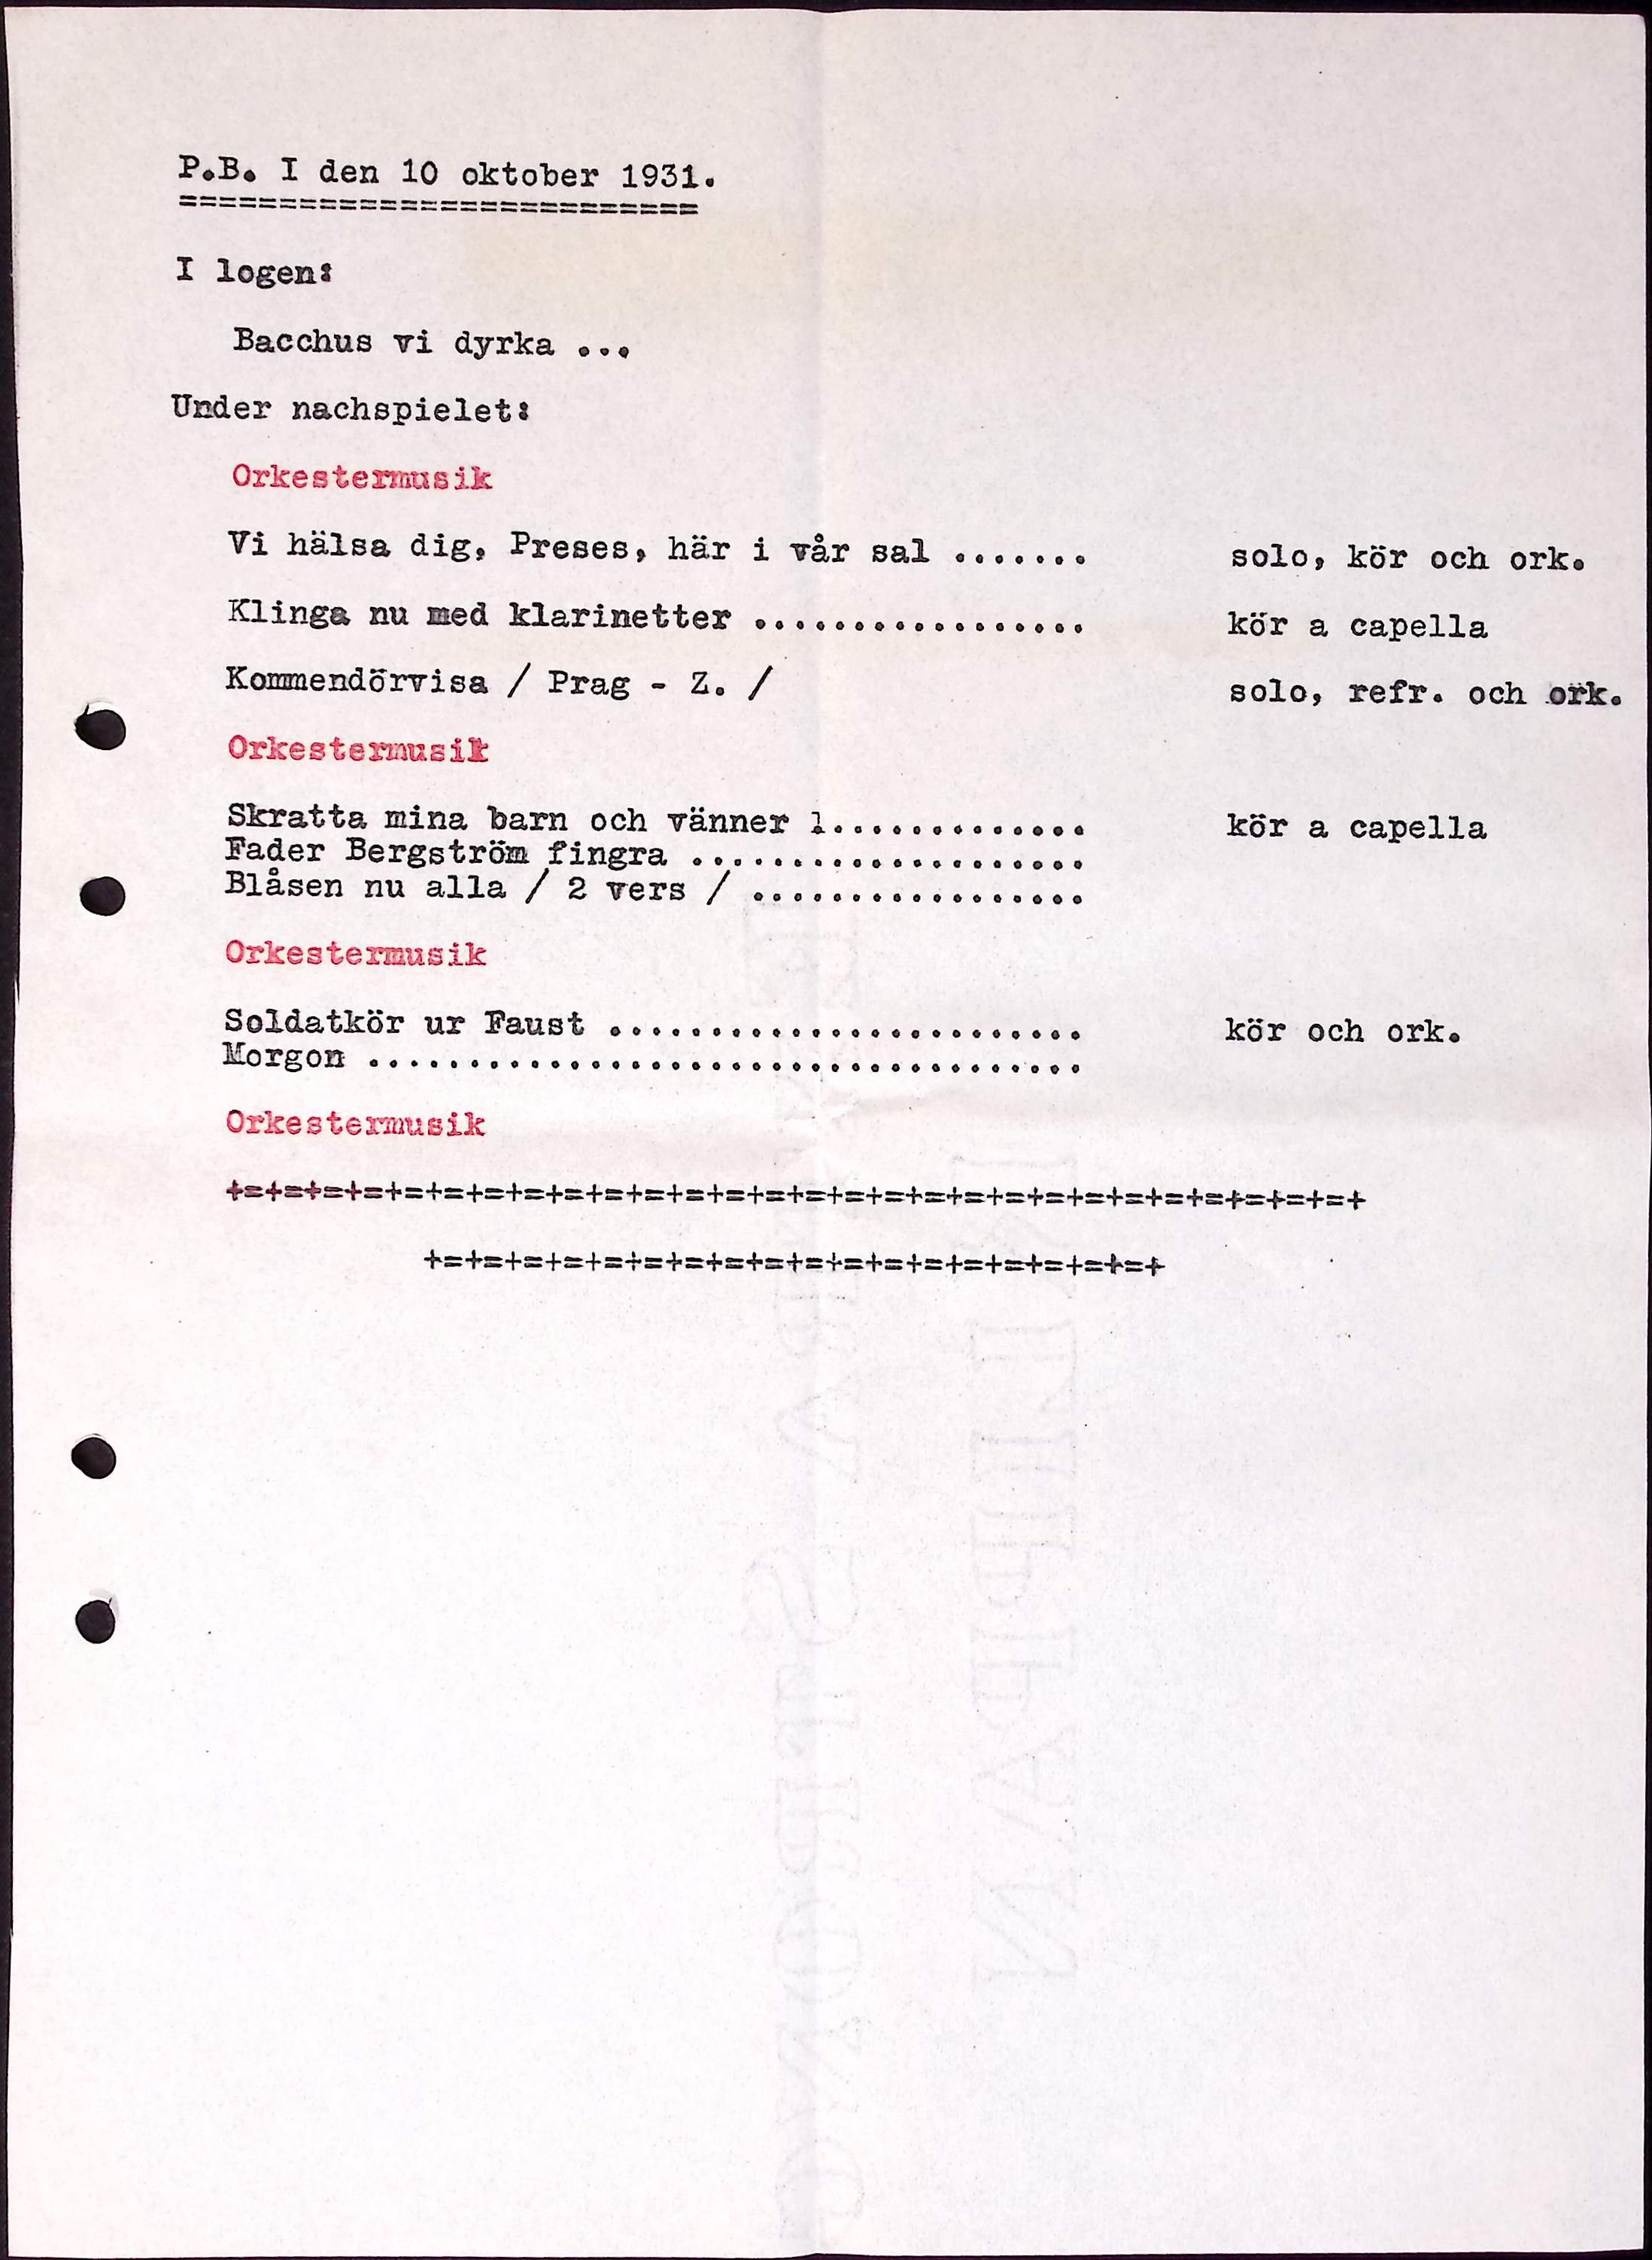 P.B. I den 10 oktober 1931.
==========================
I logen:
Bacchus vi dyrka ...
Under nachspielet:
Orkestermusik
Vi hälsa dig, Preses, här i vår sal ....... solo, kör och ork.
Klinga nu med klarinetter ................. kör a capella
Kommendörvisa / Prag - Z. / solo, refr. och ork.
Orkestermusik
Skratta mina barn och vänner 1............. kör a capella
Fader Bergström fingra ....................
Blåsen nu alla / 2 vers / .................
Orkestermusik
Soldatkör ur Faust ........................ kör och ork.
Morgon ....................................
Orkestermusik
+=+=+=+=+=+=+=+=+=+=+=+=+=+=+=+=+=+=+=+=+=+=+=+=+=+=+=+=+
+=+=+=+=+=+=+=+=+=+=+=+=+=+=+=+=+=+=+